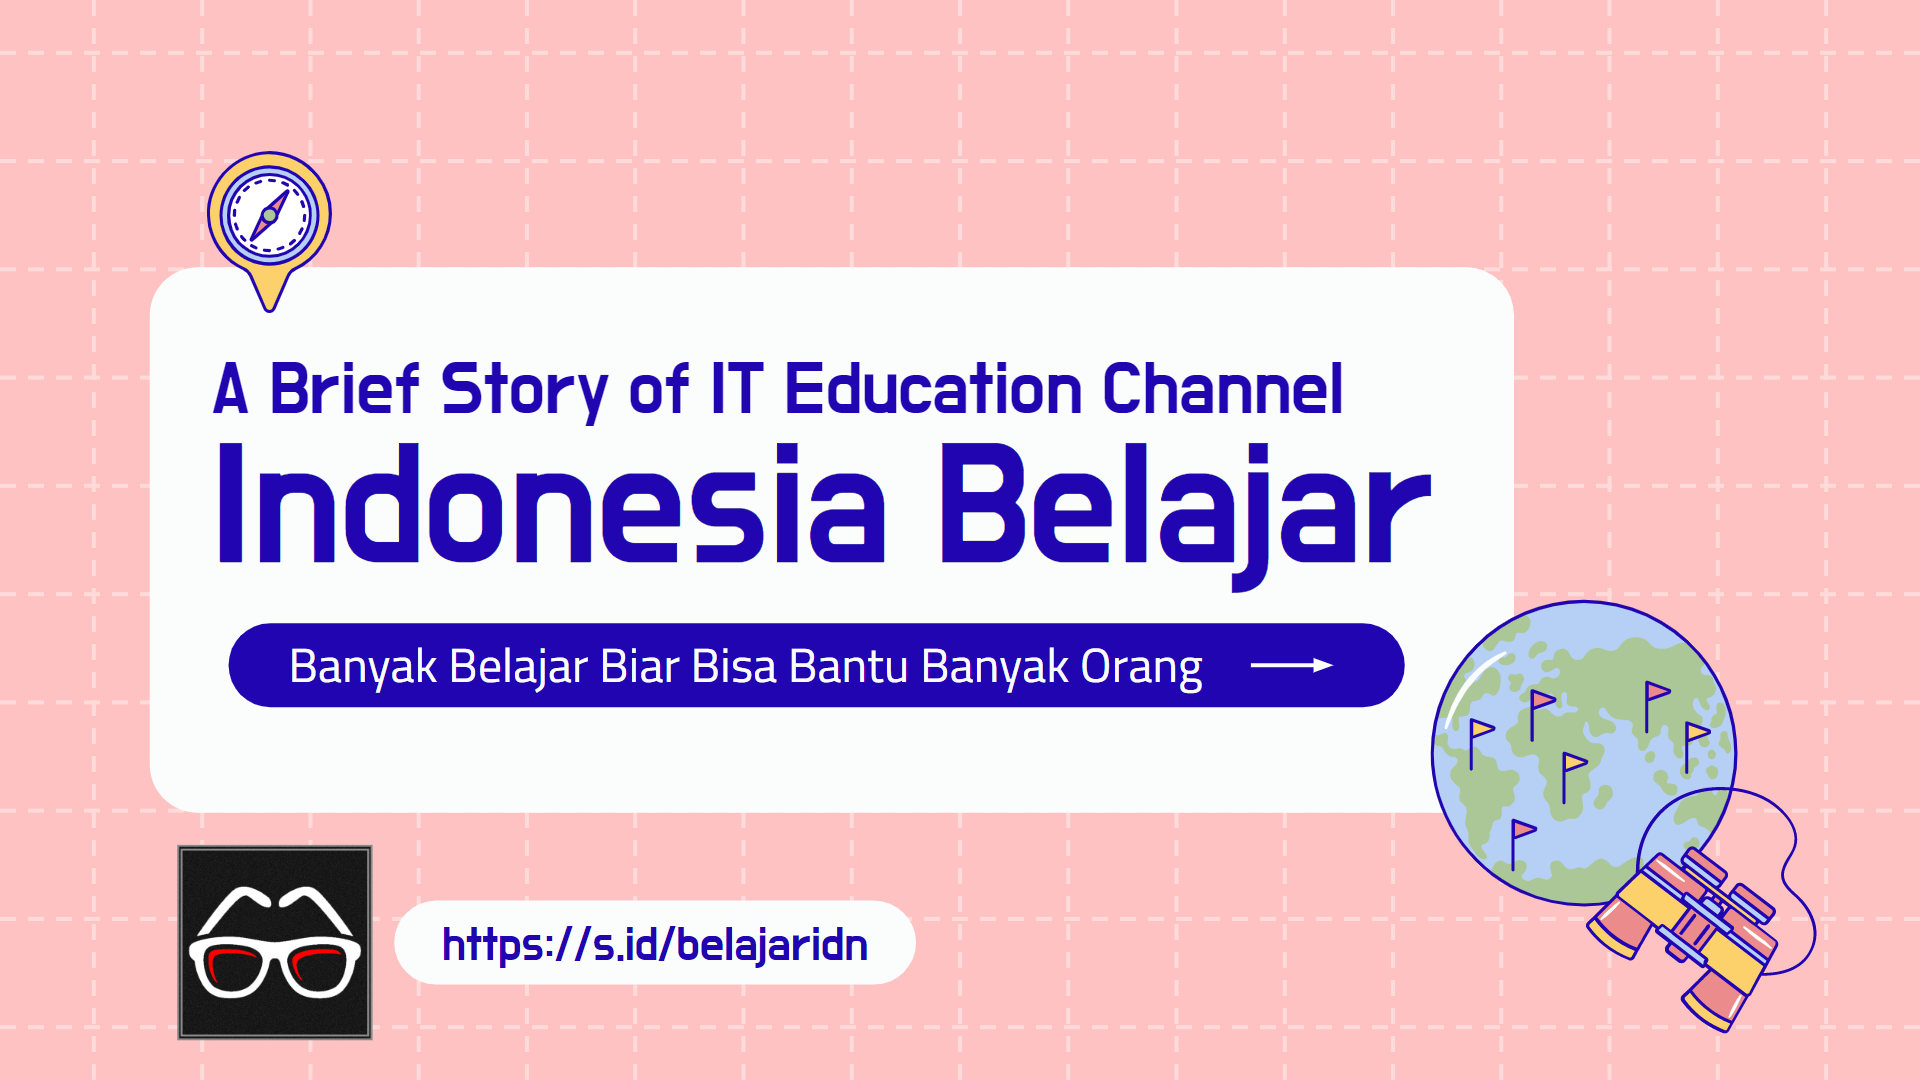 A Brief Story of IT Education Channel
Indonesia Belajar
Banyak Belajar Biar Bisa Bantu Banyak Orang
https://s.id/belajaridn